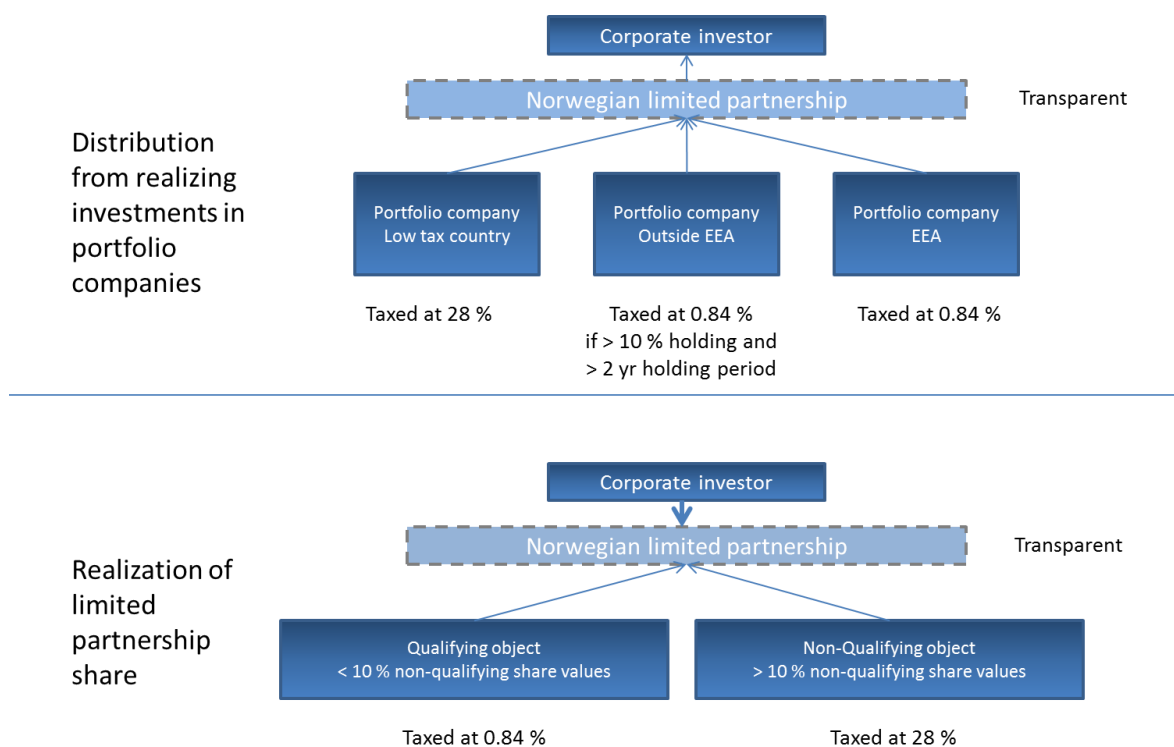 Corporate investor
Norwegian limited partnership
Transparent
Distribution
from realizing
investments in
portfolio
companies
Portfolio company
Low tax country
Portfolio company
Outside EEA
Portfolio company
EEA
Taxed at 28 %
Taxed at 0.84 %
if > 10 % holding and
> 2 yr holding period
Taxed at 0.84 %
Corporate investor
Norwegian limited partnership
Transparent
Realization of
limited
partnership
share
Qualifying object
< 10 % non-qualifying share values
Non-Qualifying object
> 10 % non-qualifying share values
Taxed at 0.84 %
Taxed at 28 %